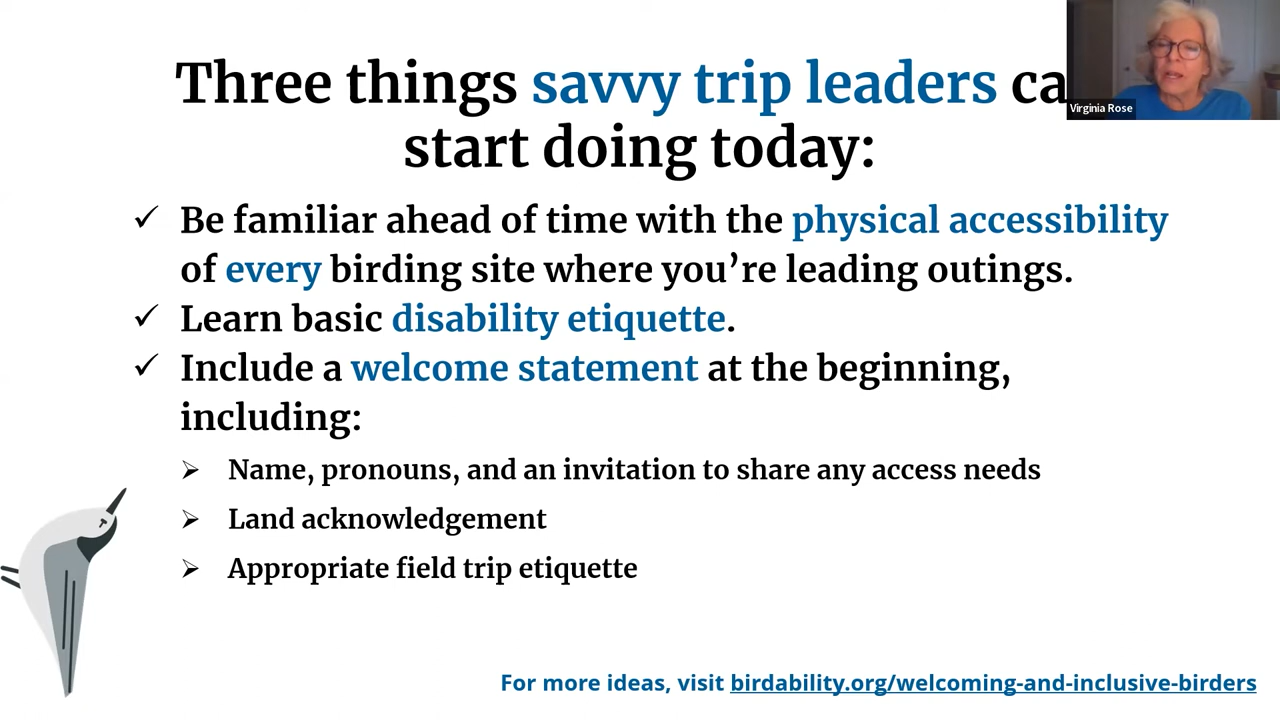 Three things savvy trip leaders ca
start doing today:
Virginia Rose
✓ Be familiar ahead of time with the physical accessibility
of every birding site where you’re leading outings.
✓ Learn basic disability etiquette.
✓ Include a welcome statement at the beginning,
including:
➢ Name, pronouns, and an invitation to share any access needs
➢ Land acknowledgement
➢ Appropriate field trip etiquette
For more ideas, visit birdability.org/welcoming-and-inclusive-birders